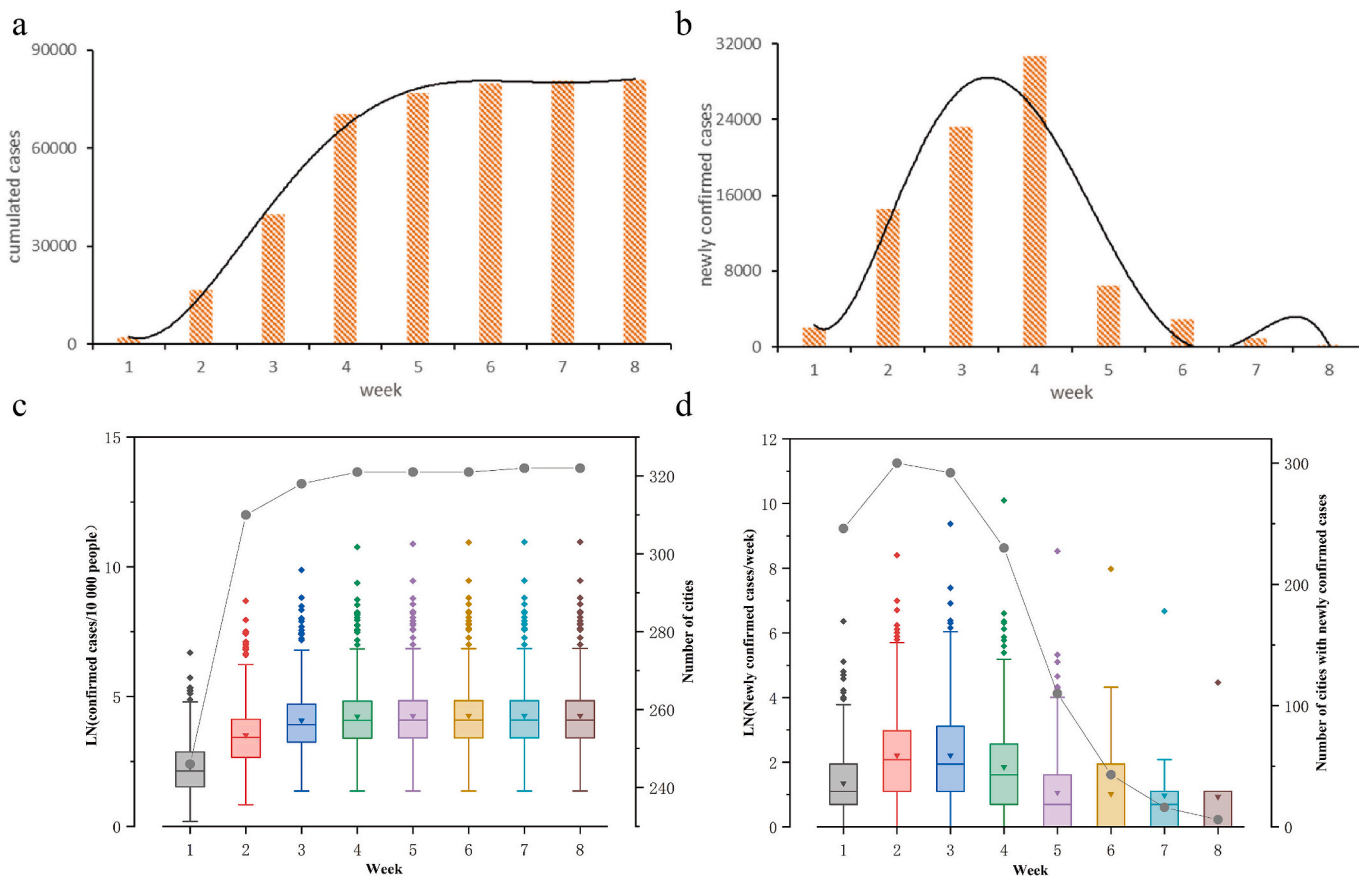 a
90000
60000
30000
0
cumulated cases
1 2 3 4 5 6 7 8
week
b
32000
24000
16000
8000
0
newly confirmed cases
1 2 3 4 5 6 7 8
week
c
15
10
5
0
LN(confirmed cases/10 000 people）
320
300
280
260
240
Number of cities
1 2 3 4 5 6 7 8
Week
d
12
10
8
6
4
2
0
LN(Newly confirmed cases/week)
300
200
100
0
Number of cities with newly confirmed cases
1 2 3 4 5 6 7 8
Week